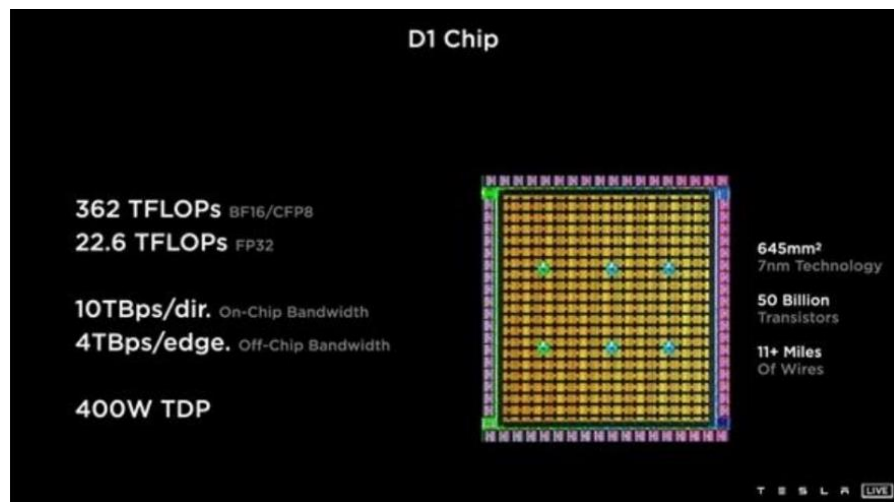 D1 Chip
362 TFLOPs BF16/CFP8
22.6 TFLOPs FP32
10TBps/dir. On-Chip Bandwidth
4TBps/edge. Off-Chip Bandwidth
400W TDP
645mm²
7nm Technology
50 Billion
Transistors
11+ Miles
Of Wires
TESLA LIVE